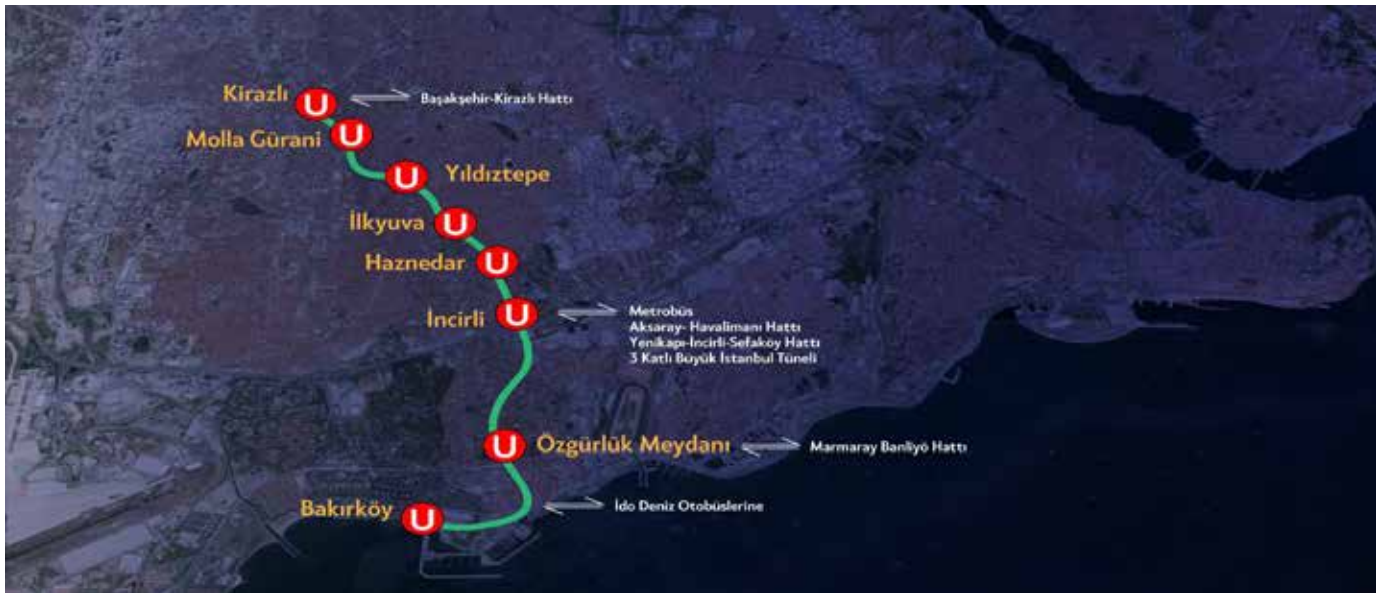 Kirazlı
U
Başakşehir-Kirazlı Hattı
Molla Gürani
U
U
Yıldıztepe
İlkyuva
U
Haznedar
U
İncirli
U
Metrobüs
Aksaray- Havalimanı Hattı
Yenikapı-İncirli-Sefaköy Hattı
3 Katlı Büyük İstanbul Tüneli
U
Özgürlük Meydanı
Marmaray Banliyö Hattı
Bakırköy
U
İdo Deniz Otobüslerine